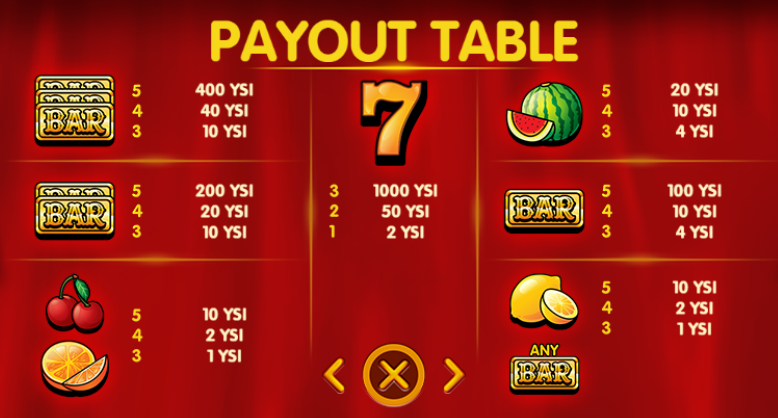 PAYOUT TABLE
BAR
5 400 YSI
4 40 YSI
3 10 YSI
BAR
5 200 YSI
4 20 YSI
3 10 YSI
5 10 YSI
4 2 YSI
3 1 YSI
7
3 1000 YSI
2 50 YSI
1 2 YSI
5 20 YSI
4 10 YSI
3 4 YSI
BAR
5 100 YSI
4 10 YSI
3 4 YSI
5 10 YSI
4 2 YSI
3 1 YSI
ANY
BAR